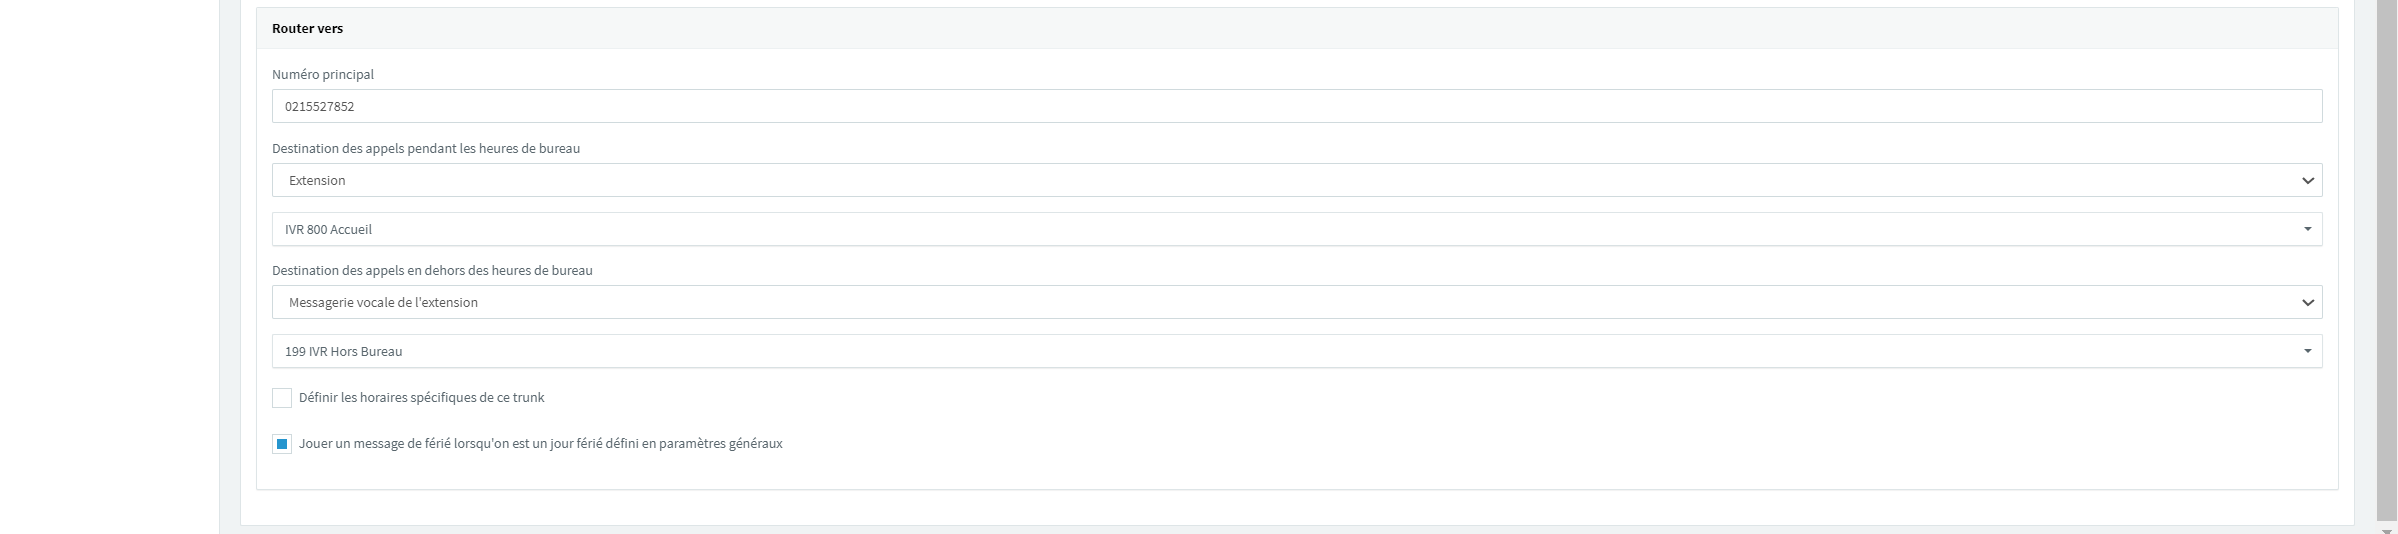 Router vers
Numéro principal
0215527852
Destination des appels pendant les heures de bureau
Extension
IVR 800 Accueil
Destination des appels en dehors des heures de bureau
Messagerie vocale de l'extension
199 IVR Hors Bureau
Définir les horaires spécifiques de ce trunk
Jouer un message de férié lorsqu'on est un jour férié défini en paramètres généraux